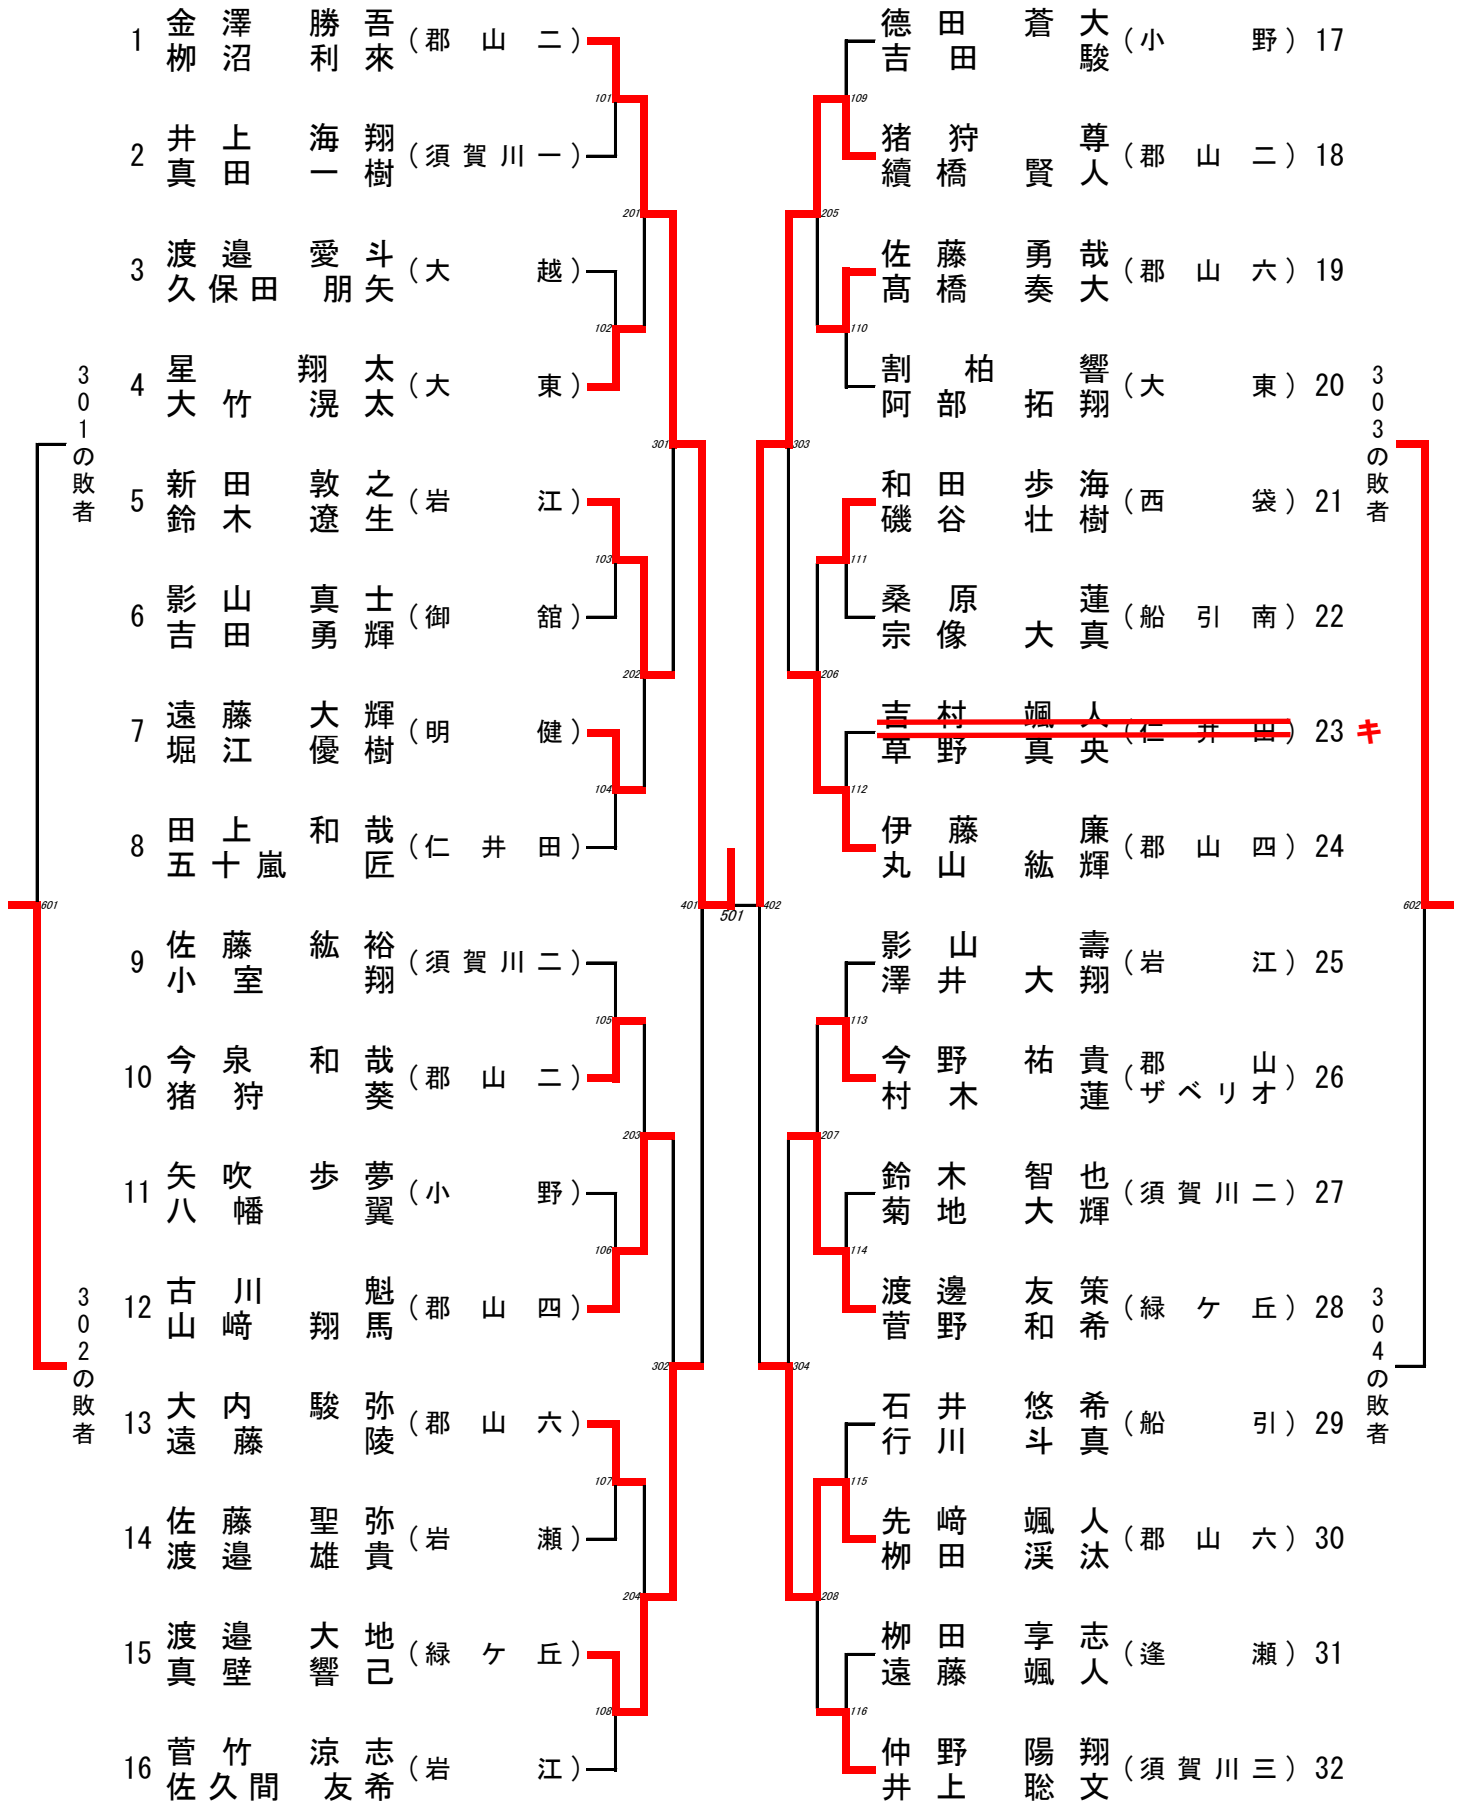 1 金澤 勝吾 (郡山二)
栁沼 利來
2 井上 海翔 (須賀川一)
真田 一樹
3 渡邉 愛斗 (大越)
久保田 朋矢
4 星 翔太 (大東)
大竹 滉太
5 新田 敦之 (岩江)
鈴木 遼生
6 影山 真士 (御舘)
吉田 勇輝
7 遠藤 大輝 (明健)
堀江 優樹
8 田上 和哉 (仁井田)
五十嵐 匠
9 佐藤 紘裕 (須賀川二)
小室 翔
10 今泉 和哉 (郡山二)
猪狩 葵
11 矢吹 歩夢 (小野)
八幡 翼
12 古川 魁 (郡山四)
山﨑 翔馬
13 大内 駿弥 (郡山六)
遠藤 陵
14 佐藤 聖弥 (岩瀬)
渡邉 雄貴
15 渡邉 大地 (緑ケ丘)
真壁 響己
16 菅竹 涼志 (岩江)
佐久間 友希
301の敗者
302の敗者
601
101
102
103
104
105
106
107
108
201
202
203
204
301
302
401
501
402
303
304
205
206
207
208
109
110
111
112
113
114
115
116
德田 蒼大 (小野) 17
吉田 駿
猪狩 尊 (郡山二) 18
續橋 賢人
佐藤 勇哉 (郡山六) 19
髙橋 奏大
割柏 響 (大東) 20
阿部 拓翔
和田 歩海 (西袋) 21
磯谷 壮樹
桑原 蓮 (船引南) 22
宗像 大真
吉村 颯人 (仁井田) 23 キ
草野 真央
伊藤 廉 (郡山四) 24
丸山 紘輝
影山 壽 (岩江) 25
澤井 大翔
今野 祐貴 (郡山ザベリオ) 26
村木 蓮
鈴木 智也 (須賀川二) 27
菊地 大輝
渡邊 友策 (緑ケ丘) 28
菅野 和希
石井 悠希 (船引) 29
行川 斗真
先﨑 颯人 (郡山六) 30
栁田 渓汰
栁田 享志 (逢瀬) 31
遠藤 颯人
仲野 陽翔 (須賀川三) 32
井上 聡文
303の敗者
304の敗者
602